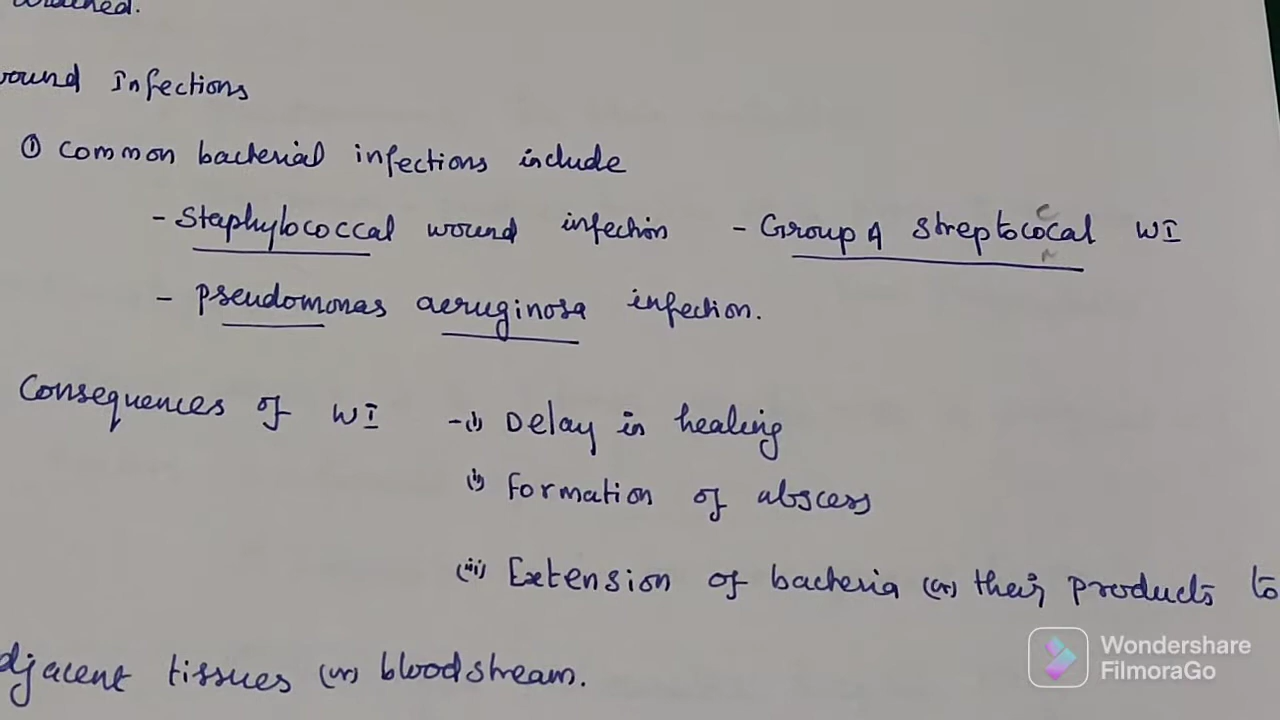 drained.
wound Infections
① Common bacterial infections include
- Staphylococcal wound infection - Group A streptococcal WI
- Pseudomonas aeruginosa infection.
Consequences of WI - (i) Delay in healing
(ii) Formation of abscess
(iii) Extension of bacteria (or) their products to
adjacent tissues (or) bloodstream.
Wondershare
FilmoraGo